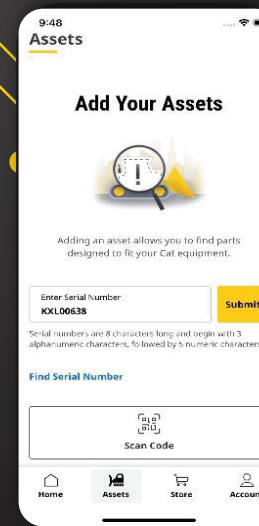 9:48
Assets
Add Your Assets
Adding an asset allows you to find parts
designed to fit your Cat equipment.
Enter Serial Number
KXL00638
Submit
Serial numbers are 8 characters long and begin with 3
alphanumeric characters, followed by 5 numeric characters
Find Serial Number
Scan Code
Home Assets Store Accoun